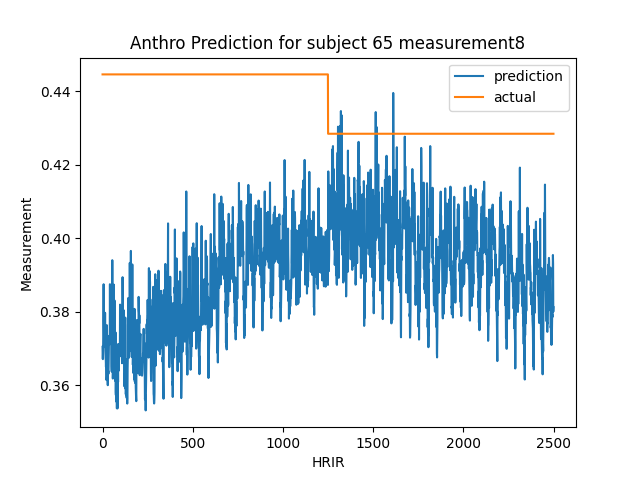 Anthro Prediction for subject 65 measurement8
prediction
actual
Measurement
0.44
0.42
0.40
0.38
0.36
0
500
1000
1500
2000
2500
HRIR